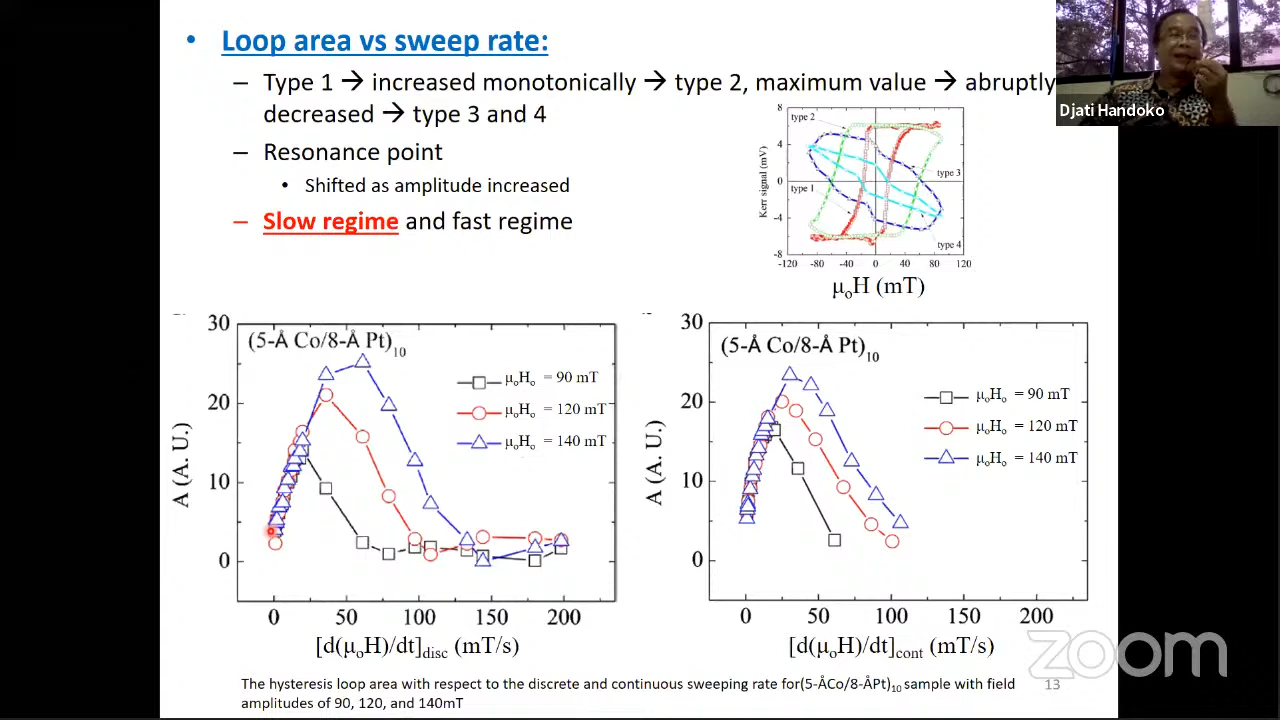 • Loop area vs sweep rate:
– Type 1 → increased monotonically → type 2, maximum value → abruptly
decreased → type 3 and 4
– Resonance point
• Shifted as amplitude increased
– Slow regime and fast regime
Djati Handoko
8
4
0
-4
-8
Kerr signal (mV)
type 2
type 3
type 1
type 4
-120 -80 -40 0 40 80 120
μoH (mT)
30
20
10
0
A (A. U.)
(5-Å Co/8-Å Pt)10
μoHo = 90 mT
μoHo = 120 mT
μoHo = 140 mT
0 50 100 150 200
[d(μoH)/dt]disc (mT/s)
30
20
10
0
A (A. U.)
(5-Å Co/8-Å Pt)10
μoHo = 90 mT
μoHo = 120 mT
μoHo = 140 mT
0 50 100 150 200
[d(μoH)/dt]cont (mT/s)
zoom
The hysteresis loop area with respect to the discrete and continuous sweeping rate for(5-ÅCo/8-ÅPt)10 sample with field
amplitudes of 90, 120, and 140mT
13